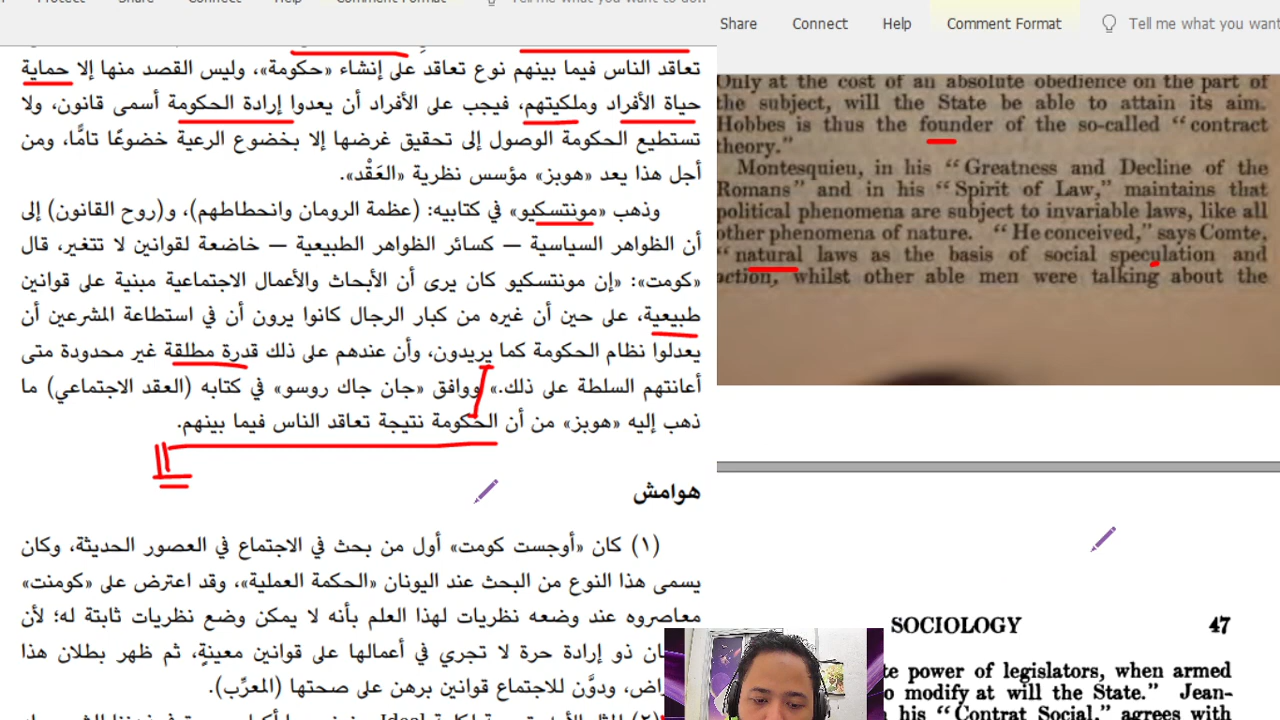 Share
Connect
Help
Comment Format
تعاقد الناس فيما بينهم نوع تعاقد على إنشاء «حكومة»، وليس القصد منها إلا حماية
حياة الأفراد وملكيتهم، فيجب على الأفراد أن يعدوا إرادة الحكومة أسمى قانون، ولا
تستطيع الحكومة الوصول إلى تحقيق غرضها إلا بخضوع الرعية خضوعًا تامًّا، ومن
أجل هذا يعد «هوبز» مؤسس نظرية «العَقْد».
وذهب «مونتسكيو» في كتابيه: (عظمة الرومان وانحطاطهم)، و(روح القانون) إلى
أن الظواهر السياسية — كسائر الظواهر الطبيعية — خاضعة لقوانين لا تتغير، قال
«كومت»: «إن مونتسكيو كان يرى أن الأبحاث والأعمال الاجتماعية مبنية على قوانين
طبيعية، على حين أن غيره من كبار الرجال كانوا يرون أن في استطاعة المشرعين أن
يعدلوا نظام الحكومة كما يريدون، وأن عندهم على ذلك قدرة مطلقة غير محدودة متى
أعانتهم السلطة على ذلك.» ووافق «جان جاك روسو» في كتابه (العقد الاجتماعي) ما
ذهب إليه «هوبز» من أن الحكومة نتيجة تعاقد الناس فيما بينهم.
هوامش
(١) كان «أوجست كومت» أول من بحث في الاجتماع في العصور الحديثة، وكان
يسمى هذا النوع من البحث عند اليونان «الحكمة العملية»، وقد اعترض على «كومنت»
معاصروه عند وضعه نظريات لهذا العلم بأنه لا يمكن وضع نظريات ثابتة له؛ لأن
ذو إرادة حرة لا تجري في أعمالها على قوانين معينةٍ، ثم ظهر بطلان هذا
ودوَّن للاجتماع قوانين برهن على صحتها (المعرِّب).
Share Connect Help Comment Format Tell me what you want
Only at the cost of an absolute obedience on the part of
the subject, will the State be able to attain its aim.
Hobbes is thus the founder of the so-called “contract
theory.”
Montesquieu, in his “Greatness and Decline of the
Romans” and in his “Spirit of Law,” maintains that
political phenomena are subject to invariable laws, like all
other phenomena of nature. “He conceived,” says Comte,
“natural laws as the basis of social speculation and
action, whilst other able men were talking about the
SOCIOLOGY 47
power of legislators, when armed
modify at will the State.” Jean-
his “Contrat Social,” agrees with